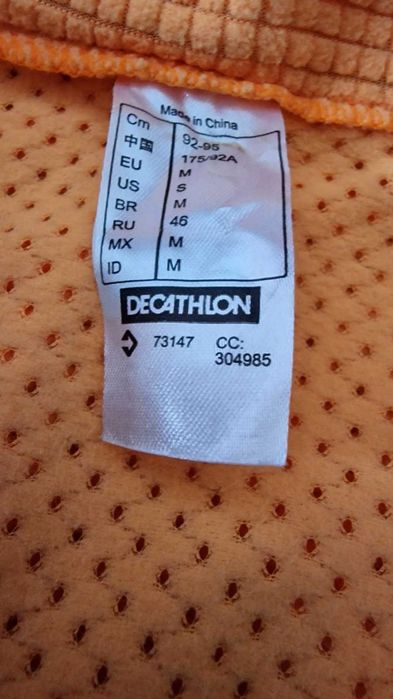 Made in China
Cm 92-95
中国 175/92A
EU M
US S
BR M
RU 46
MX M
ID M
DECATHLON
73147 CC:
304985